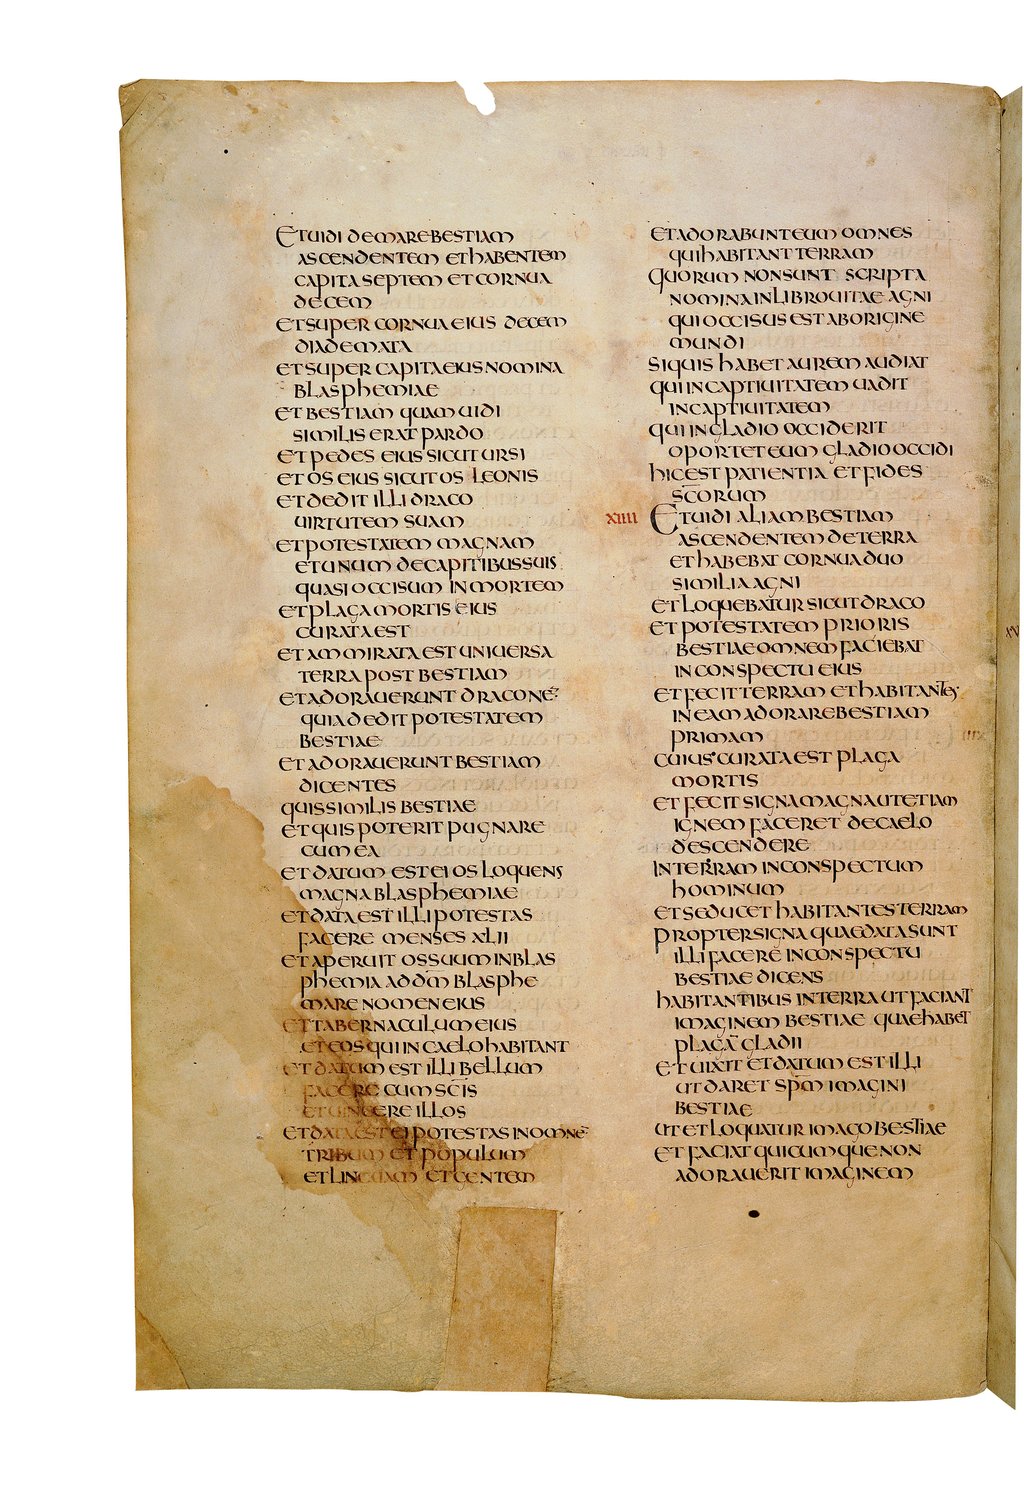 Et uidi de mare bestiam
ascendentem et habentem
capita septem et cornua
decem
et super cornua eius decem
diademata
et super capita eius nomina
blasphemiae
et bestiam quam uidi
similis erat pardo
et pedes eius sicut ursi
et os eius sicut os leonis
et dedit illi draco
uirtutem suam
et potestatem magnam
et unum de capitibus suis
quasi occisum in mortem
et plaga mortis eius
curata est
et ammirata est uniuersa
terra post bestiam
et adorauerunt dracone
quia dedit potestatem
bestiae
et adorauerunt bestiam
dicentes
quis similis bestiae
et quis poterit pugnare
cum ea
et datum est ei os loquens
magna blasphemiae
et data est illi potestas
facere menses xlii
et aperuit os suum in blas
phemia ad dm̄ blasphe
mare nomen eius
et tabernaculum eius
et eos qui in caelo habitant
et datum est illi bellum
facere cum sc̄is
et uincere illos
et data est ei potestas in omne
tribum et populum
et linguam et gentem
et adorabunt eum omnes
qui habitant terram
quorum non sunt scripta
nomina in libro uitae agni
qui occisus est ab origine
mundi
si quis habet aurem audiat
qui in captiuitatem uadit
in captiuitatem
qui in gladio occiderit
oportet eum gladio occidi
hic est patientia et fides
sc̄orum
xiiii Et uidi aliam bestiam
ascendentem de terra
et habebat cornua duo
similia agni
et loquebatur sicut draco
et potestatem prioris
bestiae omnem faciebat
in conspectu eius
et fecit terram et habitantes
in eam adorare bestiam
primam
cuius curata est plaga
mortis
et fecit signa magna ut etiam
ignem faceret de caelo
descendere
in terram in conspectum
hominum
et seducet habitantes terram
propter signa quae data sunt
illi facere in conspectu
bestiae dicens
habitantibus in terra ut faciant
imaginem bestiae quae habet
plagā gladii
et uixit et datum est illi
ut daret spm̄ imagini
bestiae
ut et loquatur imago bestiae
et faciat quicumque non
adorauerit imaginem